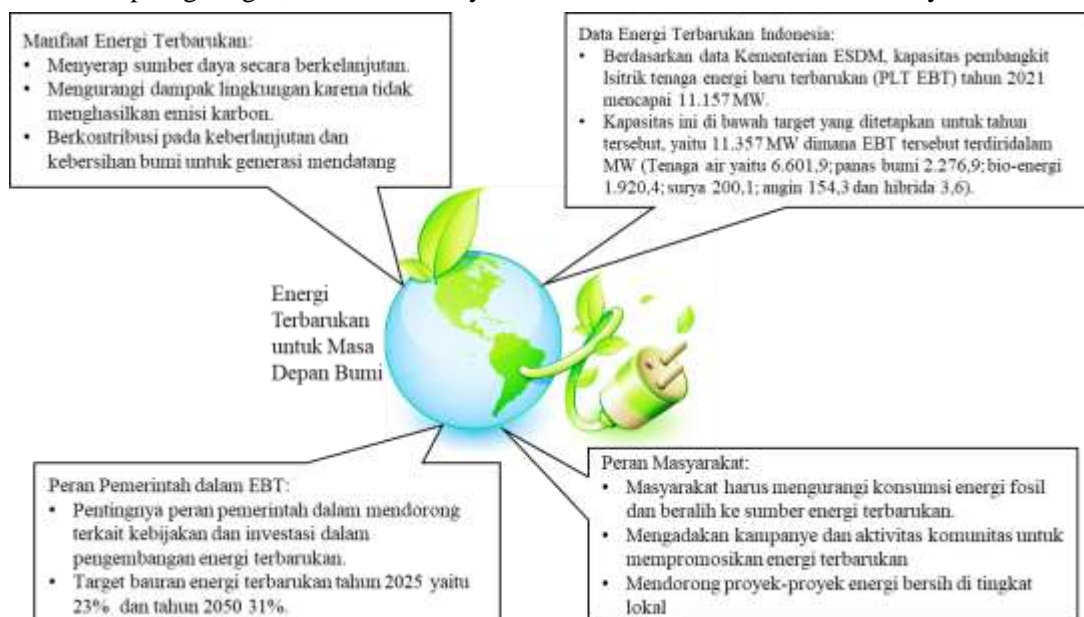 Manfaat Energi Terbarukan:
• Menyerap sumber daya secara berkelanjutan.
• Mengurangi dampak lingkungan karena tidak
menghasilkan emisi karbon.
• Berkontribusi pada keberlanjutan dan
kebersihan bumi untuk generasi mendatang
Data Energi Terbarukan Indonesia:
• Berdasarkan data Kementerian ESDM, kapasitas pembangkit
lsitrik tenaga energi baru terbarukan (PLT EBT) tahun 2021
mencapai 11.157 MW.
• Kapasitas ini di bawah target yang ditetapkan untuk tahun
tersebut, yaitu 11.357 MW dimana EBT tersebut terdiridalam
MW (Tenaga air yaitu 6.601,9; panas bumi 2.276,9; bio-energi
1.920,4; surya 200,1; angin 154,3 dan hibrida 3,6).
Energi
Terbarukan
untuk Masa
Depan Bumi
Peran Pemerintah dalam EBT:
• Pentingnya peran pemerintah dalam mendorong
terkait kebijakan dan investasi dalam
pengembangan energi terbarukan.
• Target bauran energi terbarukan tahun 2025 yaitu
23% dan tahun 2050 31%.
Peran Masyarakat:
• Masyarakat harus mengurangi konsumsi energi fosil
dan beralih ke sumber energi terbarukan.
• Mengadakan kampanye dan aktivitas komunitas untuk
mempromosikan energi terbarukan
• Mendorong proyek-proyek energi bersih di tingkat
lokal